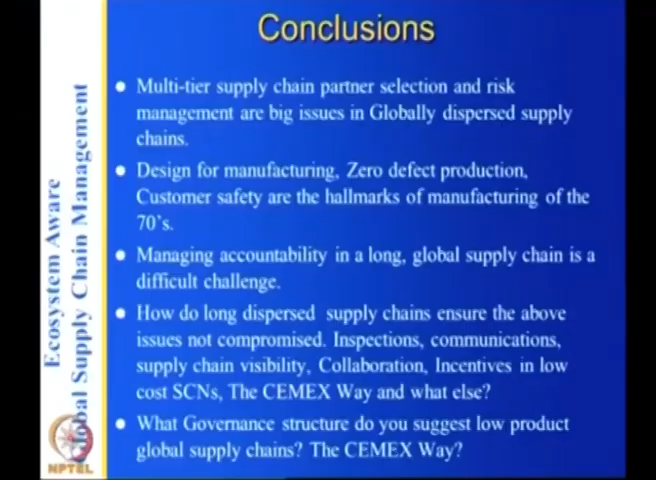 Conclusions
Multi-tier supply chain partner selection and risk
management are big issues in Globally dispersed supply
chains.
Design for manufacturing, Zero defect production,
Customer safety are the hallmarks of manufacturing of the
70's.
Managing accountability in a long, global supply chain is a
difficult challenge.
How do long dispersed supply chains ensure the above
issues not compromised. Inspections, communications,
supply chain visibility, Collaboration, Incentives in low
cost SCNs, The CEMEX Way and what else?
What Governance structure do you suggest low product
global supply chains? The CEMEX Way?
Ecosystem Aware
Global Supply Chain Management
NPTEL